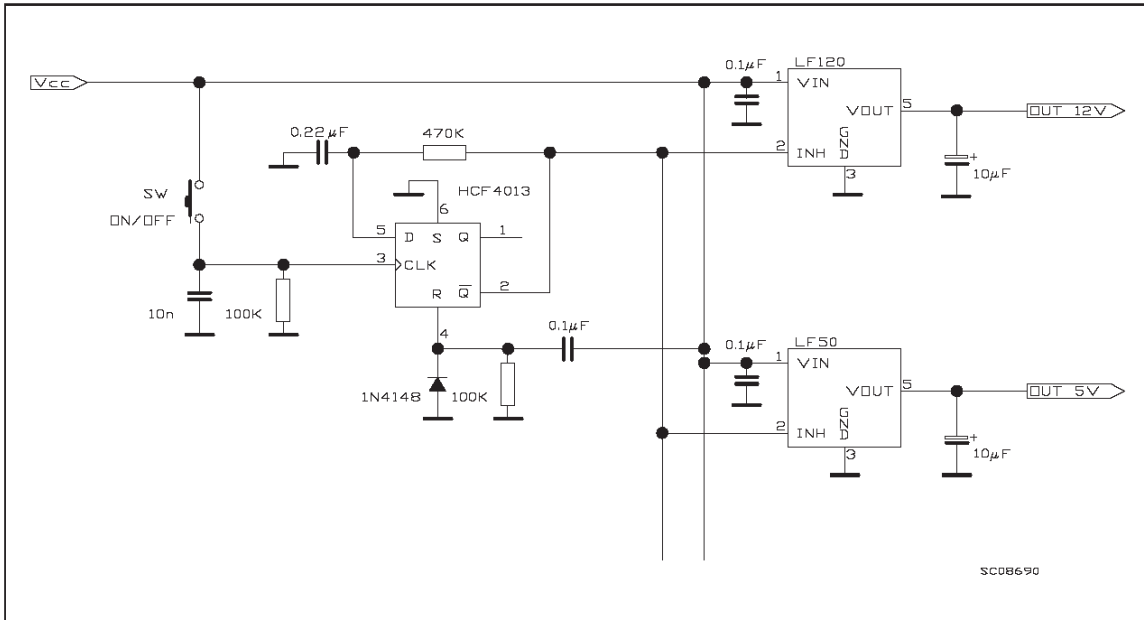 Vcc
0.1µF
LF120
1
VIN
VOUT
5
OUT 12V
GND
2
INH
3
+
10µF
0.22µF
470K
HCF4013
SW
ON/OFF
6
5
D
S
Q
1
3
CLK
R
Q
2
10n
100K
4
0.1µF
1N4148
100K
0.1µF
LF50
1
VIN
VOUT
5
OUT 5V
GND
2
INH
3
+
10µF
SC08690